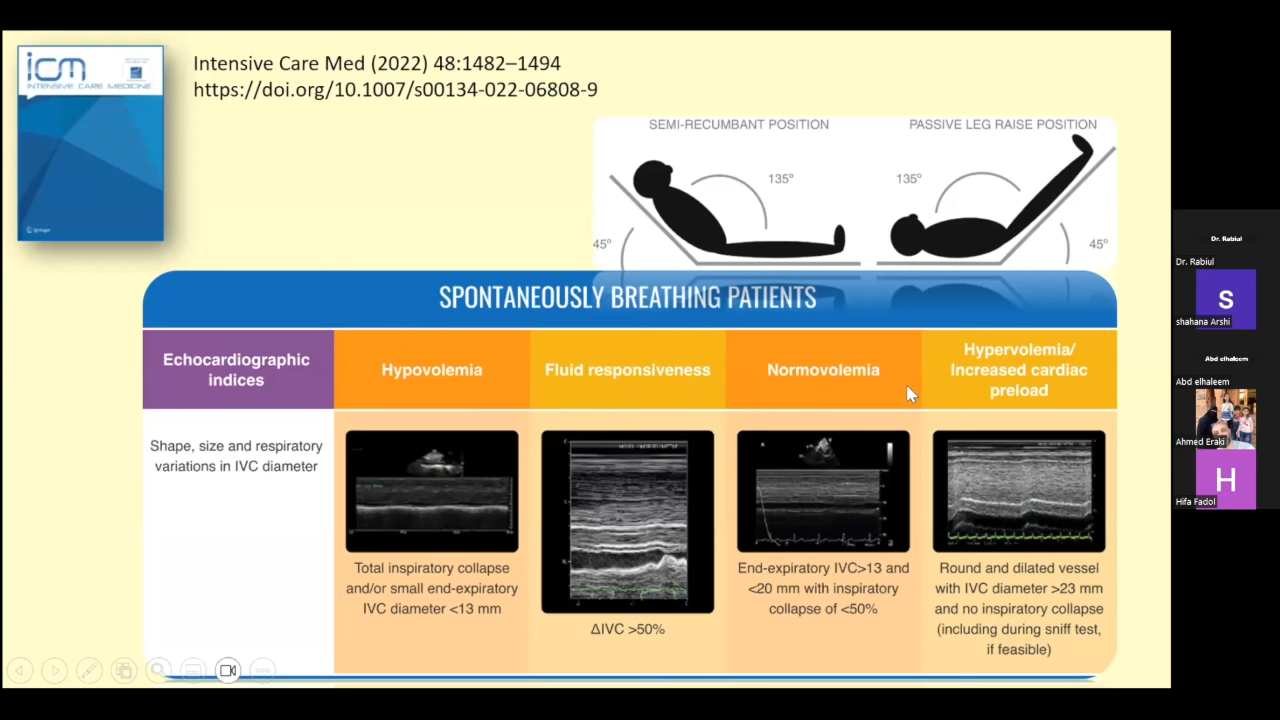 icm
INTENSIVE CARE MEDICINE
Springer
Intensive Care Med (2022) 48:1482–1494
https://doi.org/10.1007/s00134-022-06808-9
SEMI-RECUMBANT POSITION
PASSIVE LEG RAISE POSITION
135º
135º
45º
45º
SPONTANEOUSLY BREATHING PATIENTS
Echocardiographic
indices
Hypovolemia
Fluid responsiveness
Normovolemia
Hypervolemia/
Increased cardiac
preload
Shape, size and respiratory
variations in IVC diameter
Total inspiratory collapse
and/or small end-expiratory
IVC diameter <13 mm
ΔIVC >50%
End-expiratory IVC>13 and
<20 mm with inspiratory
collapse of <50%
Round and dilated vessel
with IVC diameter >23 mm
and no inspiratory collapse
(including during sniff test,
if feasible)
Dr. Rabiul
Dr. Rabiul
S
shahana Arshi
Abd elhaleem
Abd elhaleem
Ahmed Eraki
H
Hifa Fadol